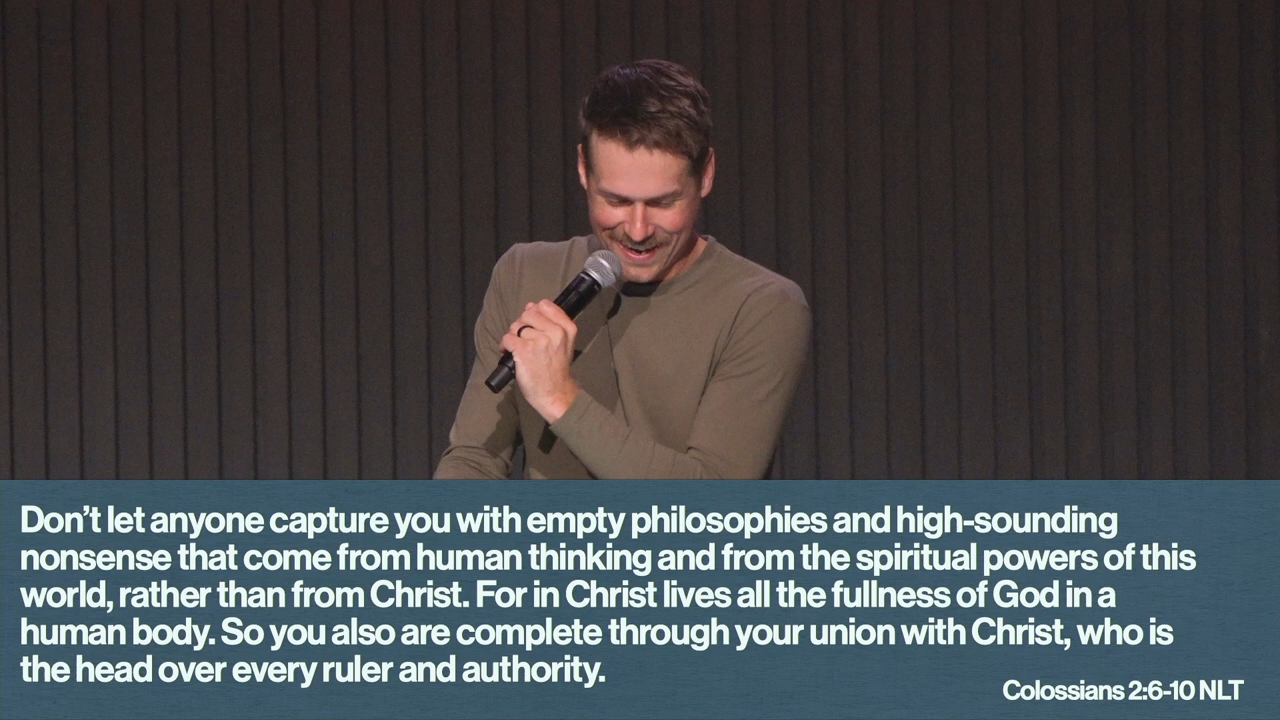 Don’t let anyone capture you with empty philosophies and high-sounding
nonsense that come from human thinking and from the spiritual powers of this
world, rather than from Christ. For in Christ lives all the fullness of God in a
human body. So you also are complete through your union with Christ, who is
the head over every ruler and authority.
Colossians 2:6-10 NLT